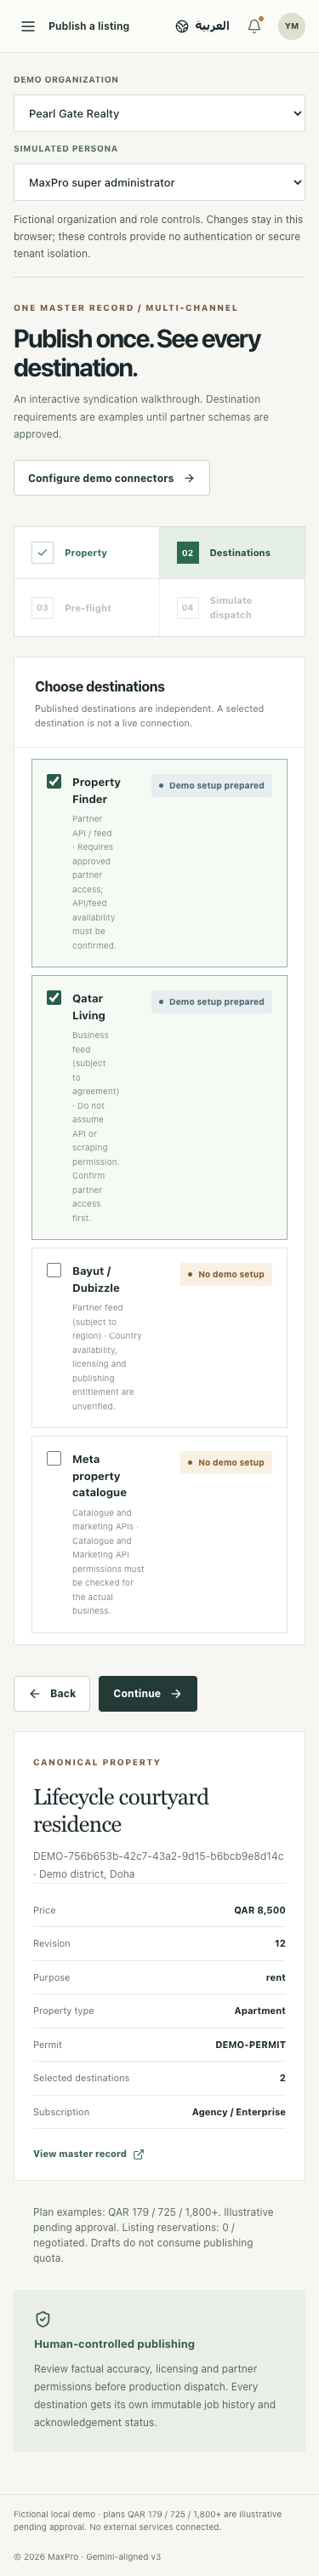 Publish a listing
العربية
YM
DEMO ORGANIZATION
Pearl Gate Realty
SIMULATED PERSONA
MaxPro super administrator
Fictional organization and role controls. Changes stay in this
browser; these controls provide no authentication or secure
tenant isolation.
ONE MASTER RECORD / MULTI-CHANNEL
Publish once. See every
destination.
An interactive syndication walkthrough. Destination
requirements are examples until partner schemas are
approved.
Configure demo connectors
Property
02
Destinations
03
Pre-flight
04
Simulate
dispatch
Choose destinations
Published destinations are independent. A selected
destination is not a live connection.
Property
Finder
Demo setup prepared
Partner
API / feed
· Requires
approved
partner
access;
API/feed
availability
must be
confirmed.
Qatar
Living
Demo setup prepared
Business
feed
(subject
to
agreement)
· Do not
assume
API or
scraping
permission.
Confirm
partner
access
first.
Bayut /
Dubizzle
No demo setup
Partner feed
(subject to
region) · Country
availability,
licensing and
publishing
entitlement are
unverified.
Meta
property
catalogue
No demo setup
Catalogue and
marketing APIs ·
Catalogue and
Marketing API
permissions must
be checked for
the actual
business.
Back
Continue
CANONICAL PROPERTY
Lifecycle courtyard
residence
DEMO-756b653b-42c7-43a2-9d15-b6bcb9e8d14c
· Demo district, Doha
Price
QAR 8,500
Revision
12
Purpose
rent
Property type
Apartment
Permit
DEMO-PERMIT
Selected destinations
2
Subscription
Agency / Enterprise
View master record
Plan examples: QAR 179 / 725 / 1,800+. Illustrative
pending approval. Listing reservations: 0 /
negotiated. Drafts do not consume publishing
quota.
Human-controlled publishing
Review factual accuracy, licensing and partner
permissions before production dispatch. Every
destination gets its own immutable job history and
acknowledgement status.
Fictional local demo · plans QAR 179 / 725 / 1,800+ are illustrative
pending approval. No external services connected.
© 2026 MaxPro · Gemini-aligned v3